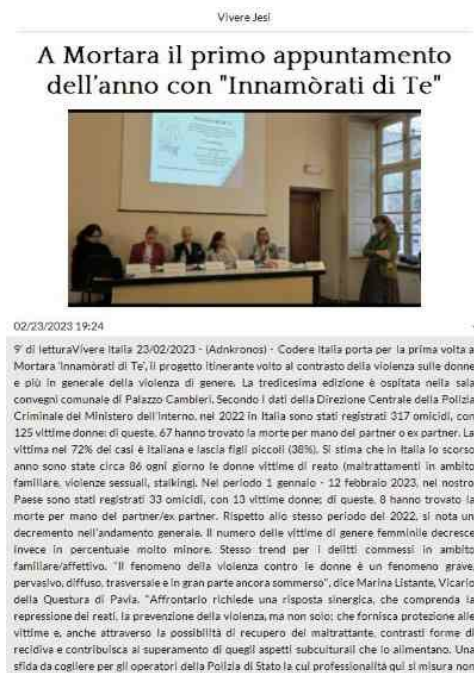 Vivere Jesi
A Mortara il primo appuntamento
dell'anno con "Innamòrati di Te"
02/23/2023 19:24
9' di letturaVivere Italia 23/02/2023 - (Adnkronos) - Codere Italia porta per la prima volta a
Mortara 'Innamòrati di Te', il progetto itinerante volto al contrasto della violenza sulle donne
e più in generale della violenza di genere. La tredicesima edizione è ospitata nella sala
convegni comunale di Palazzo Cambieri. Secondo i dati della Direzione Centrale della Polizia
Criminale del Ministero dell'Interno, nel 2022 in Italia sono stati registrati 317 omicidi, con
125 vittime donne: di queste, 67 hanno trovato la morte per mano del partner o ex partner. La
vittima nel 72% dei casi è italiana e lascia figli piccoli (38%). Si stima che in Italia lo scorso
anno sono state circa 86 ogni giorno le donne vittime di reato (maltrattamenti in ambito
familiare, violenze sessuali, stalking). Nel periodo 1 gennaio - 12 febbraio 2023, nel nostro
Paese sono stati registrati 33 omicidi, con 13 vittime donne; di queste, 8 hanno trovato la
morte per mano del partner/ex partner. Rispetto allo stesso periodo del 2022, si nota un
decremento nell'andamento generale. Il numero delle vittime di genere femminile decresce
invece in percentuale molto minore. Stesso trend per i delitti commessi in ambito
familiare/affettivo. "Il fenomeno della violenza contro le donne è un fenomeno grave,
pervasivo, diffuso, trasversale e in gran parte ancora sommerso", dice Marina Listante, Vicario
della Questura di Pavia. "Affrontarlo richiede una risposta sinergica, che comprenda la
repressione dei reati, la prevenzione della violenza, ma non solo: che fornisca protezione alle
vittime e, anche attraverso la possibilità di recupero del maltrattante, contrasti forme di
recidiva e contribuisca al superamento di quegli aspetti subculturali che lo alimentano. Una
sfida da cogliere per gli operatori della Polizia di Stato la cui professionalità qui si misura non